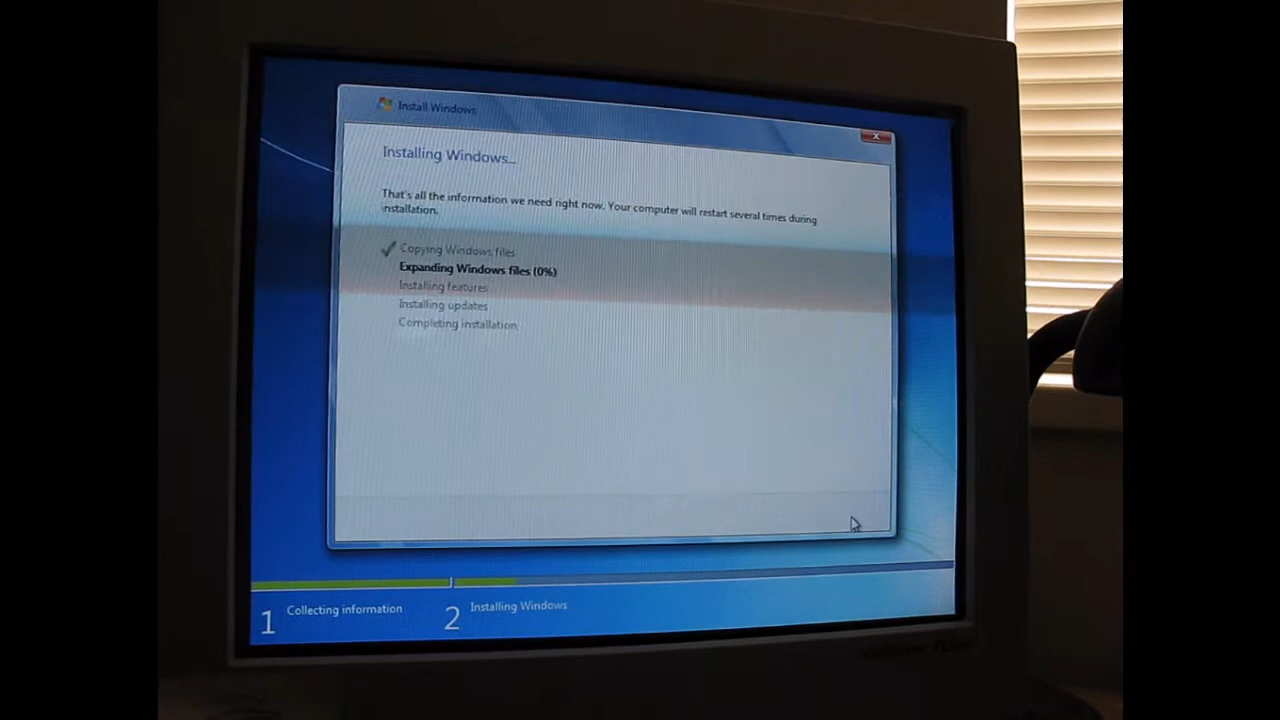 Install Windows
Installing Windows...
That's all the information we need right now. Your computer will restart several times during
installation.
Copying Windows files
Expanding Windows files (0%)
Installing features
Installing updates
Completing installation
1 Collecting information
2 Installing Windows